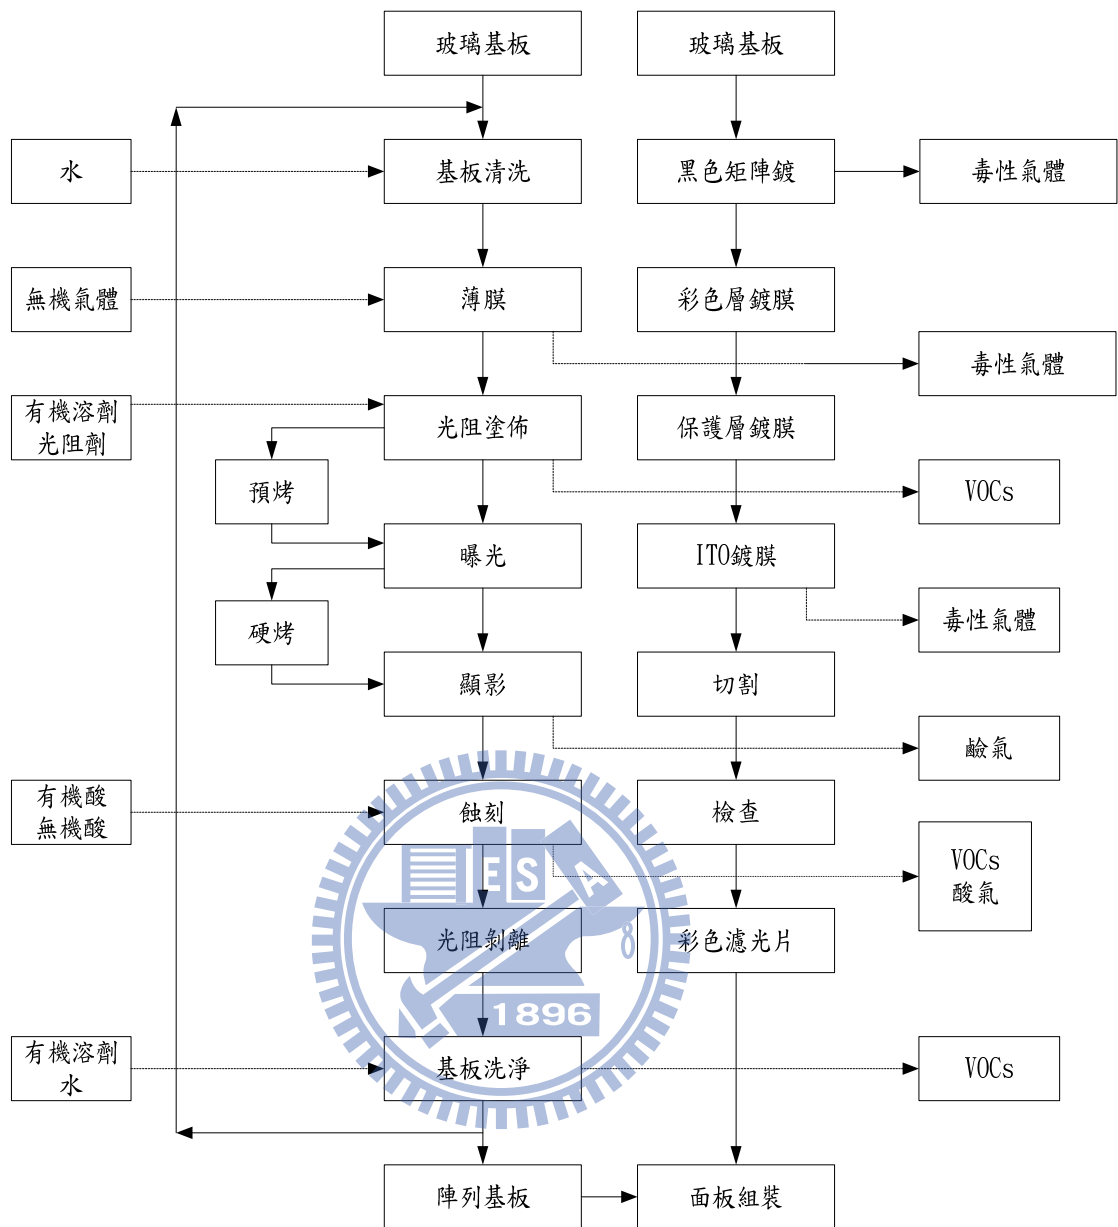 玻璃基板
玻璃基板
水
基板清洗
黑色矩陣鍍
毒性氣體
無機氣體
薄膜
彩色層鍍膜
毒性氣體
有機溶劑
光阻劑
光阻塗佈
保護層鍍膜
預烤
VOCs
曝光
ITO鍍膜
硬烤
毒性氣體
顯影
切割
鹼氣
有機酸
無機酸
蝕刻
檢查
VOCs
酸氣
ESA
光阻剝離
彩色濾光片
1896
有機溶劑
水
基板洗淨
VOCs
陣列基板
面板組裝